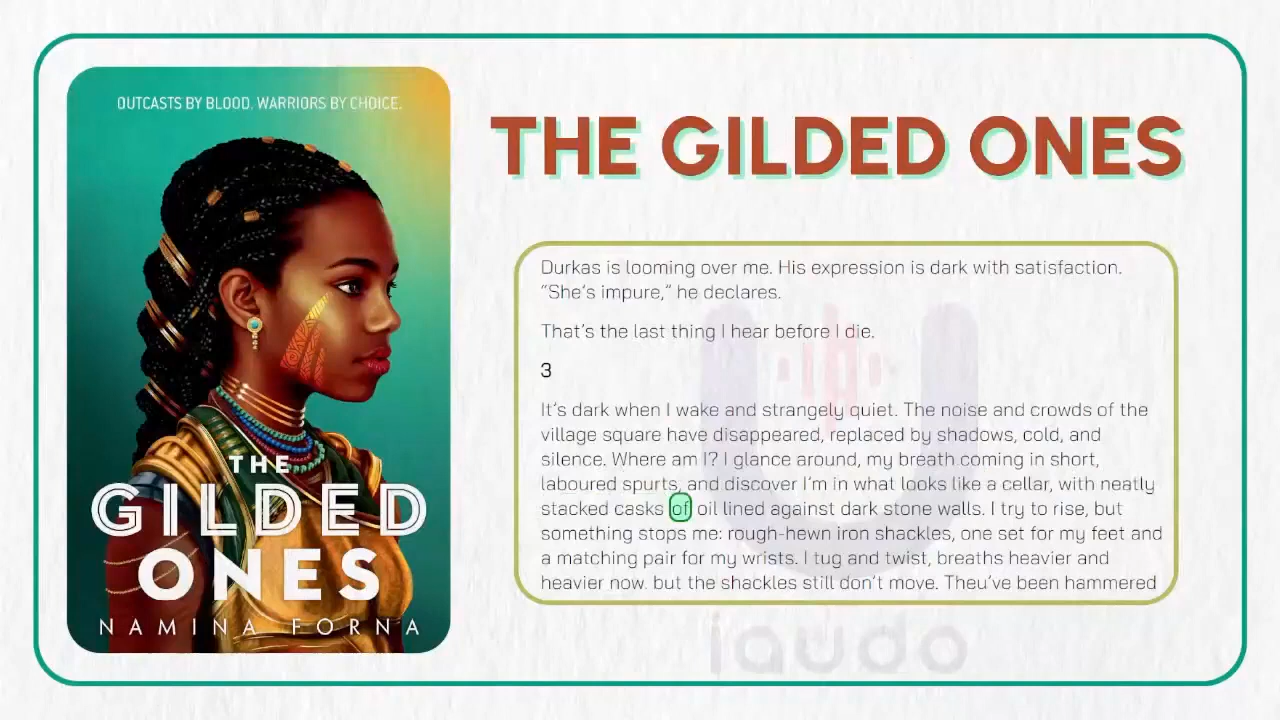 OUTCASTS BY BLOOD. WARRIORS BY CHOICE.
THE
GILDED
ONES
NAMINA FORNA
THE GILDED ONES
Durkas is looming over me. His expression is dark with satisfaction.
“She’s impure,” he declares.
That’s the last thing I hear before I die.
3
It’s dark when I wake and strangely quiet. The noise and crowds of the
village square have disappeared, replaced by shadows, cold, and
silence. Where am I? I glance around, my breath coming in short,
laboured spurts, and discover I’m in what looks like a cellar, with neatly
stacked casks of oil lined against dark stone walls. I try to rise, but
something stops me: rough-hewn iron shackles, one set for my feet and
a matching pair for my wrists. I tug and twist, breaths heavier and
heavier now, but the shackles still don’t move. They’ve been hammered
iaudo